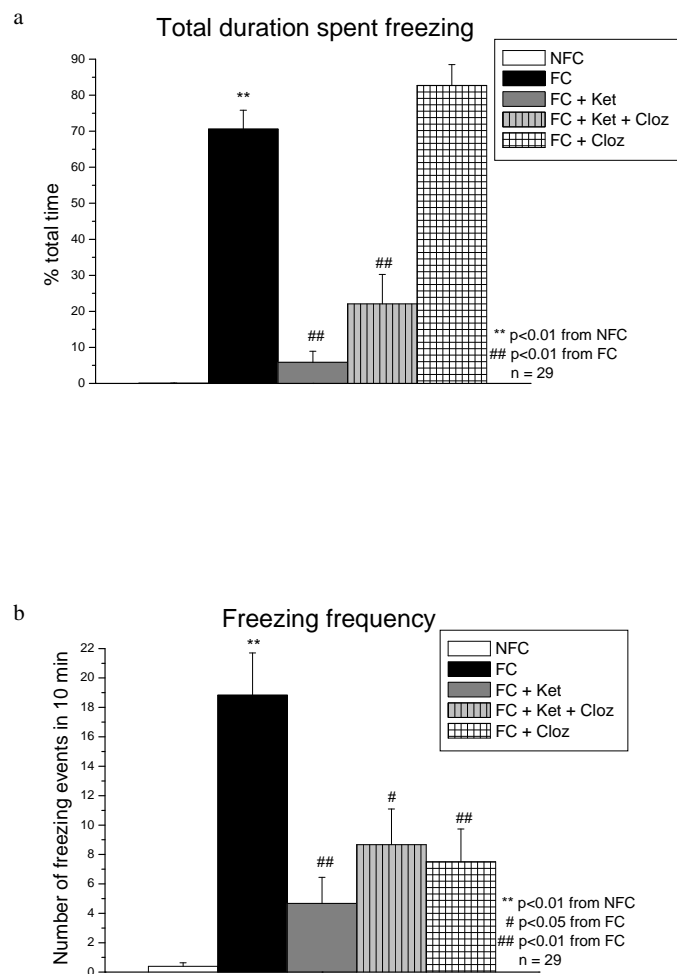 a
Total duration spent freezing
NFC
FC
FC + Ket
FC + Ket + Cloz
FC + Cloz
90
80
70
60
50
40
30
20
10
0
% total time
**
##
##
** p<0.01 from NFC
## p<0.01 from FC
n = 29
b
Freezing frequency
NFC
FC
FC + Ket
FC + Ket + Cloz
FC + Cloz
22
20
18
16
14
12
10
8
6
4
2
0
Number of freezing events in 10 min
**
##
#
##
** p<0.01 from NFC
# p<0.05 from FC
## p<0.01 from FC
n = 29